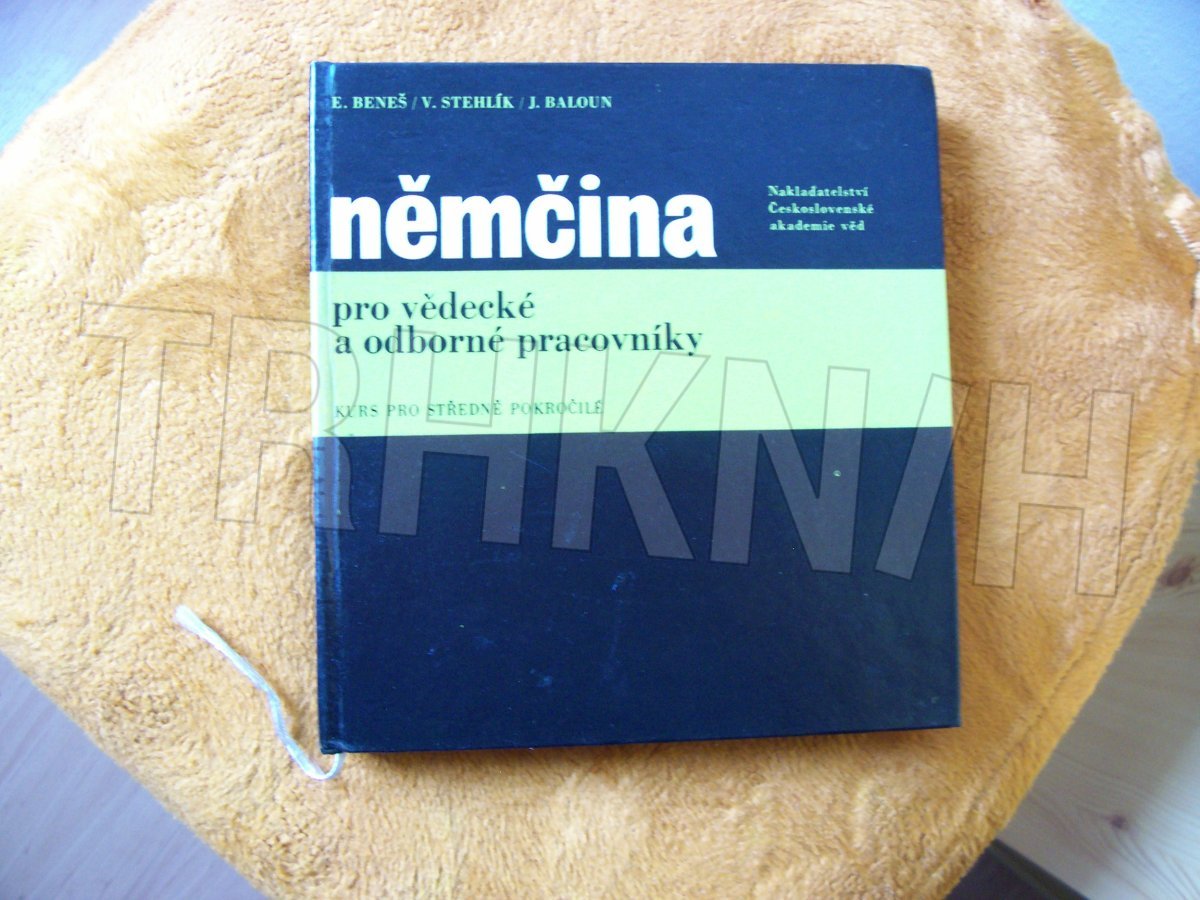 E. BENEŠ / V. STEHLÍK / J. BALOUN
němčina
Nakladatelství
Československé
akademie věd
pro vědecké
a odborné pracovníky
KURS PRO STŘEDNĚ POKROČILÉ
TRHKNIH